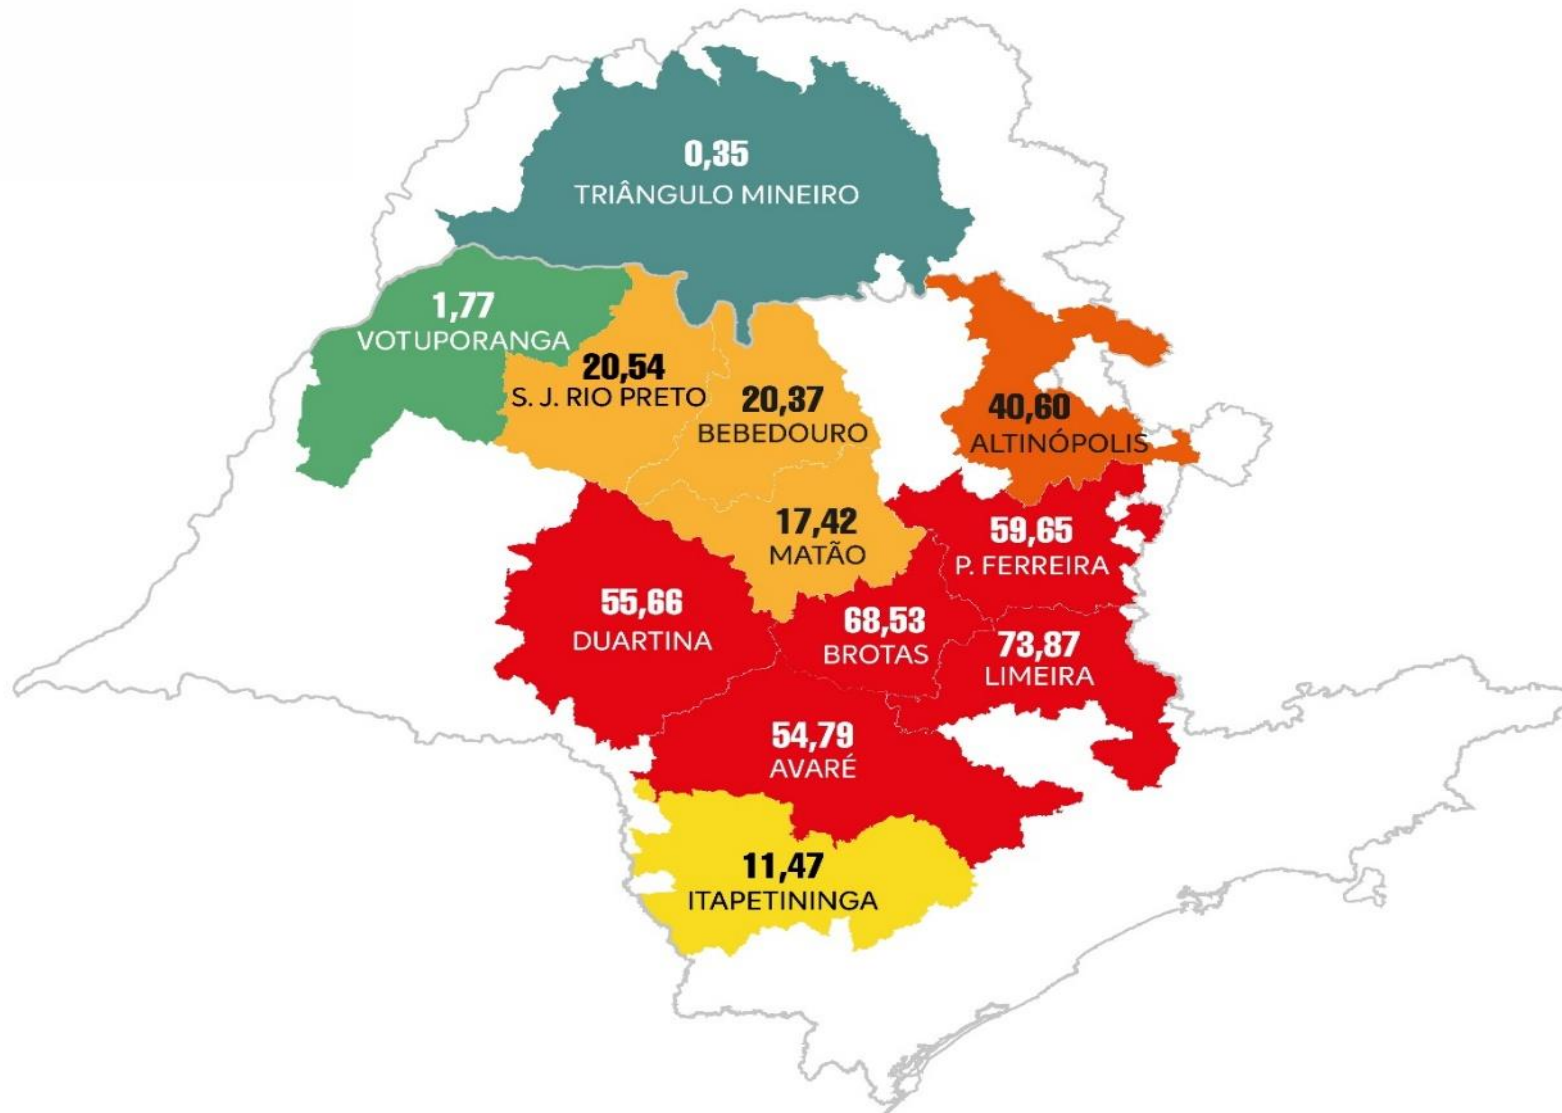 0,35
TRIÂNGULO MINEIRO
1,77
VOTUPORANGA
20,54
S. J. RIO PRETO
20,37
BEBEDOURO
40,60
ALTINÓPOLIS
17,42
MATÃO
59,65
P. FERREIRA
55,66
DUARTINA
68,53
BROTAS
73,87
LIMEIRA
54,79
AVARÉ
11,47
ITAPETININGA